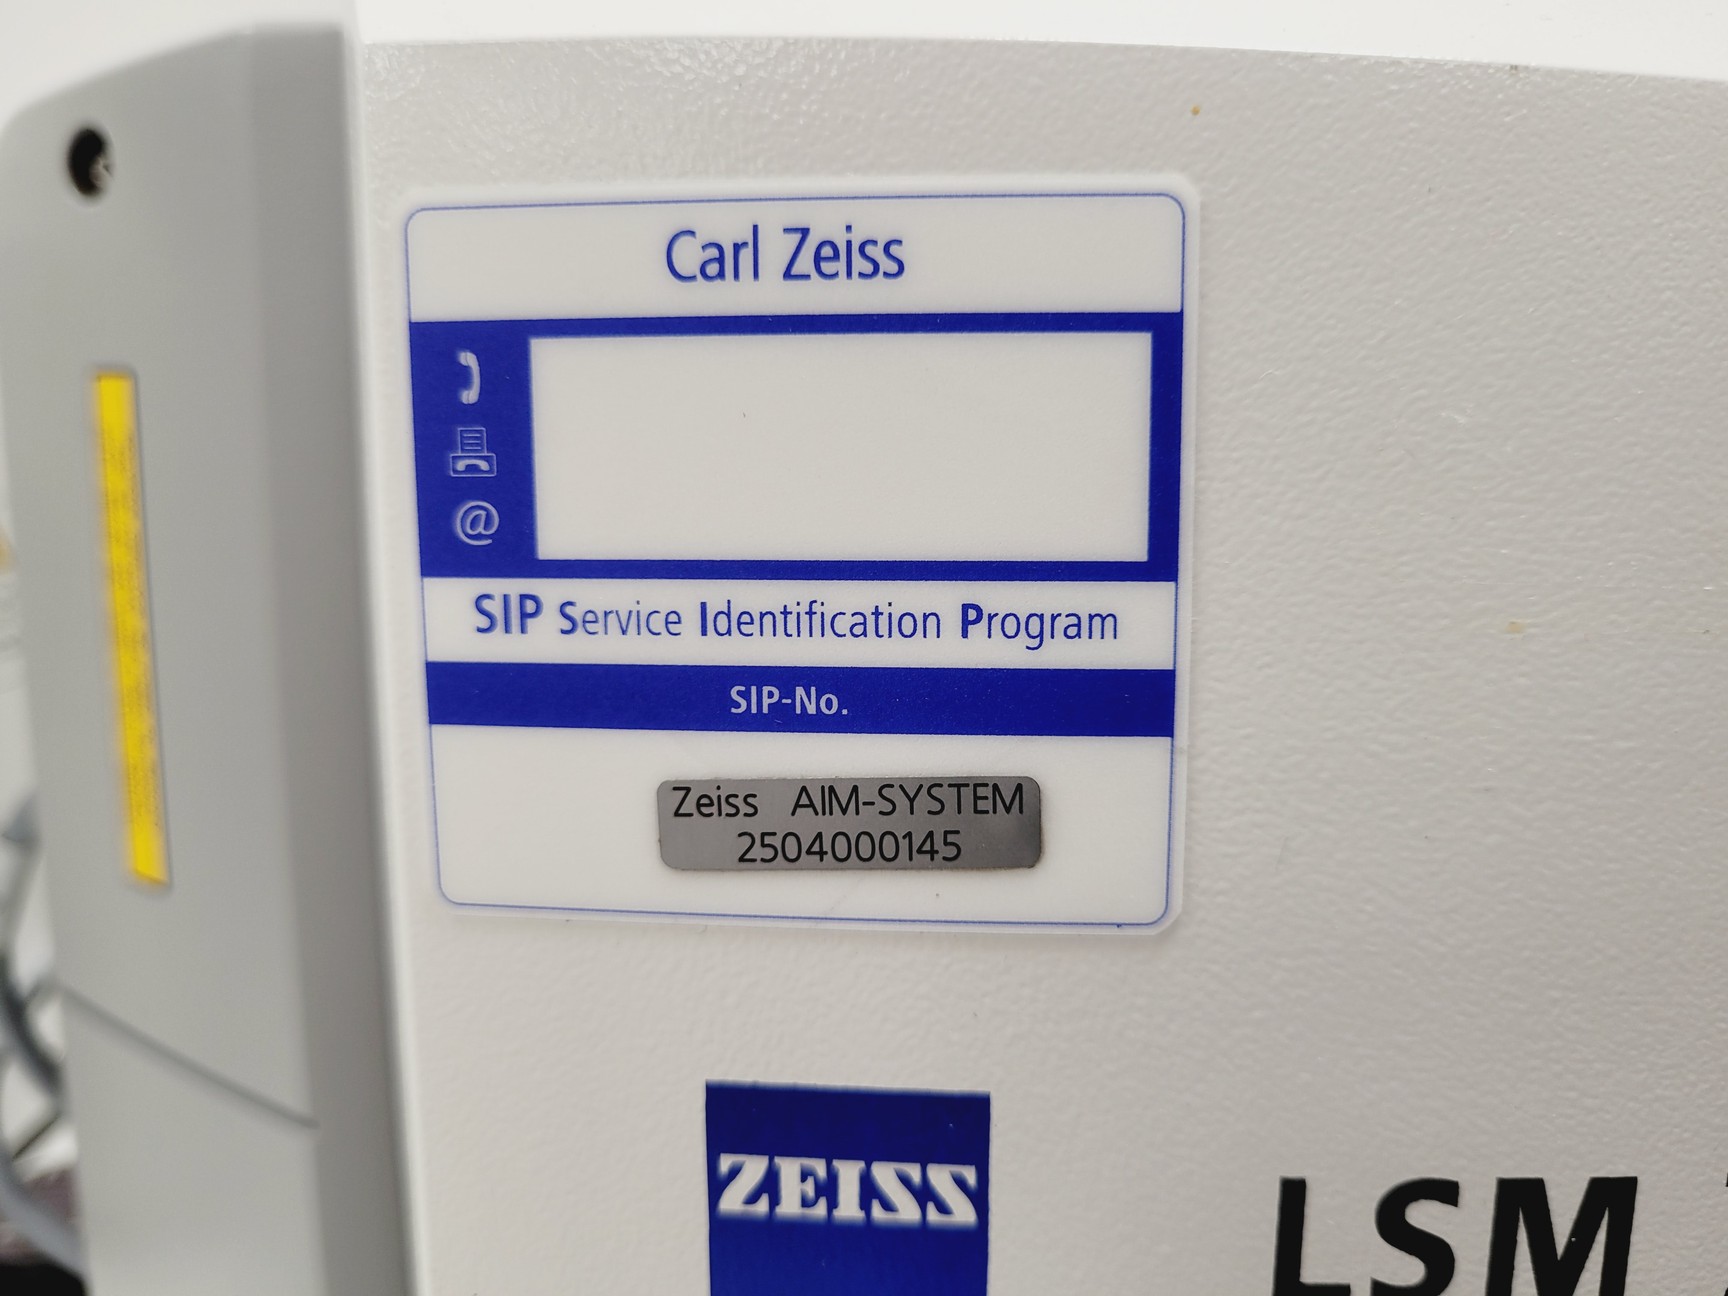 Carl Zeiss
@
SIP Service Identification Program
SIP-No.
Zeiss AIM-SYSTEM
2504000145
ZEISS
LSM